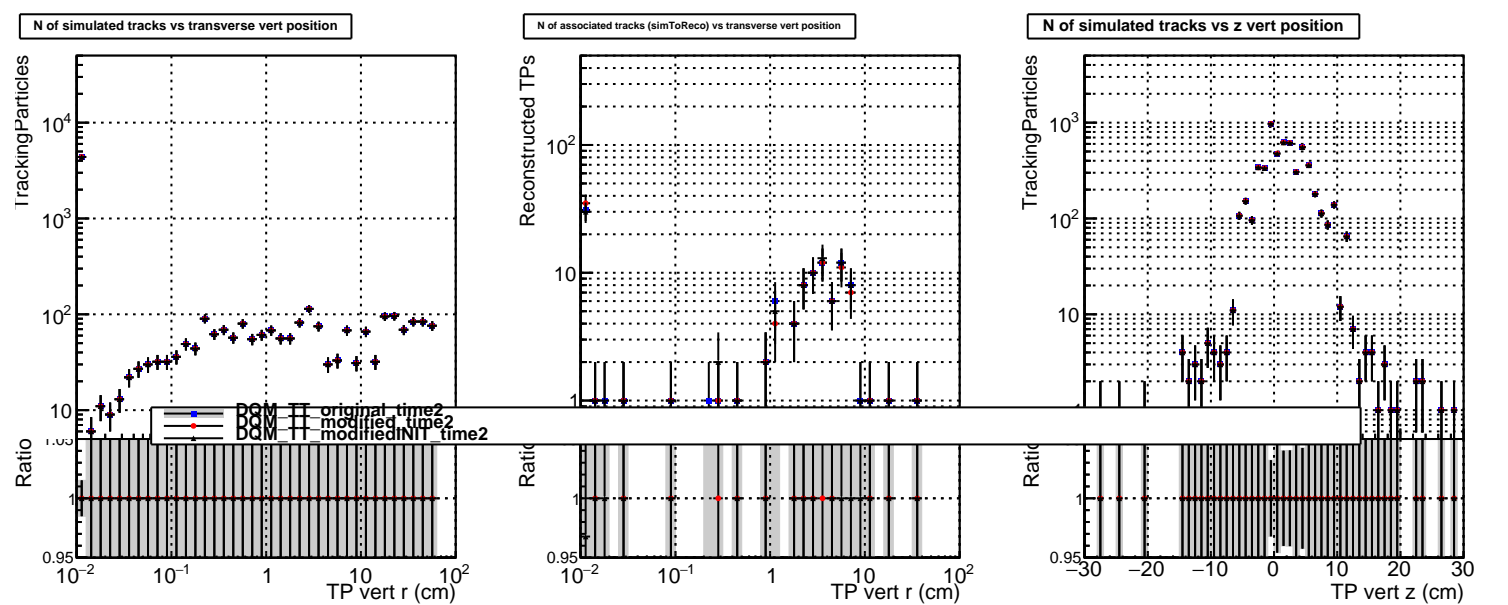 N of simulated tracks vs transverse vert position
TrackingParticles
10⁴
10³
10²
10
Ratio
1
0.95
10⁻² 10⁻¹ 1 10 10²
TP vert r (cm)
N of associated tracks (simToReco) vs transverse vert position
Reconstructed TPs
10²
10
1
Ratio
1
0.95
10⁻² 10⁻¹ 1 10 10²
TP vert r (cm)
N of simulated tracks vs z vert position
TrackingParticles
10³
10²
10
1
Ratio
1
0.95
−30 −20 −10 0 10 20 30
TP vert z (cm)
DQM_TT_original_time2
DQM_TT_modified_time2
DQM_TT_modifiedINIT_time2